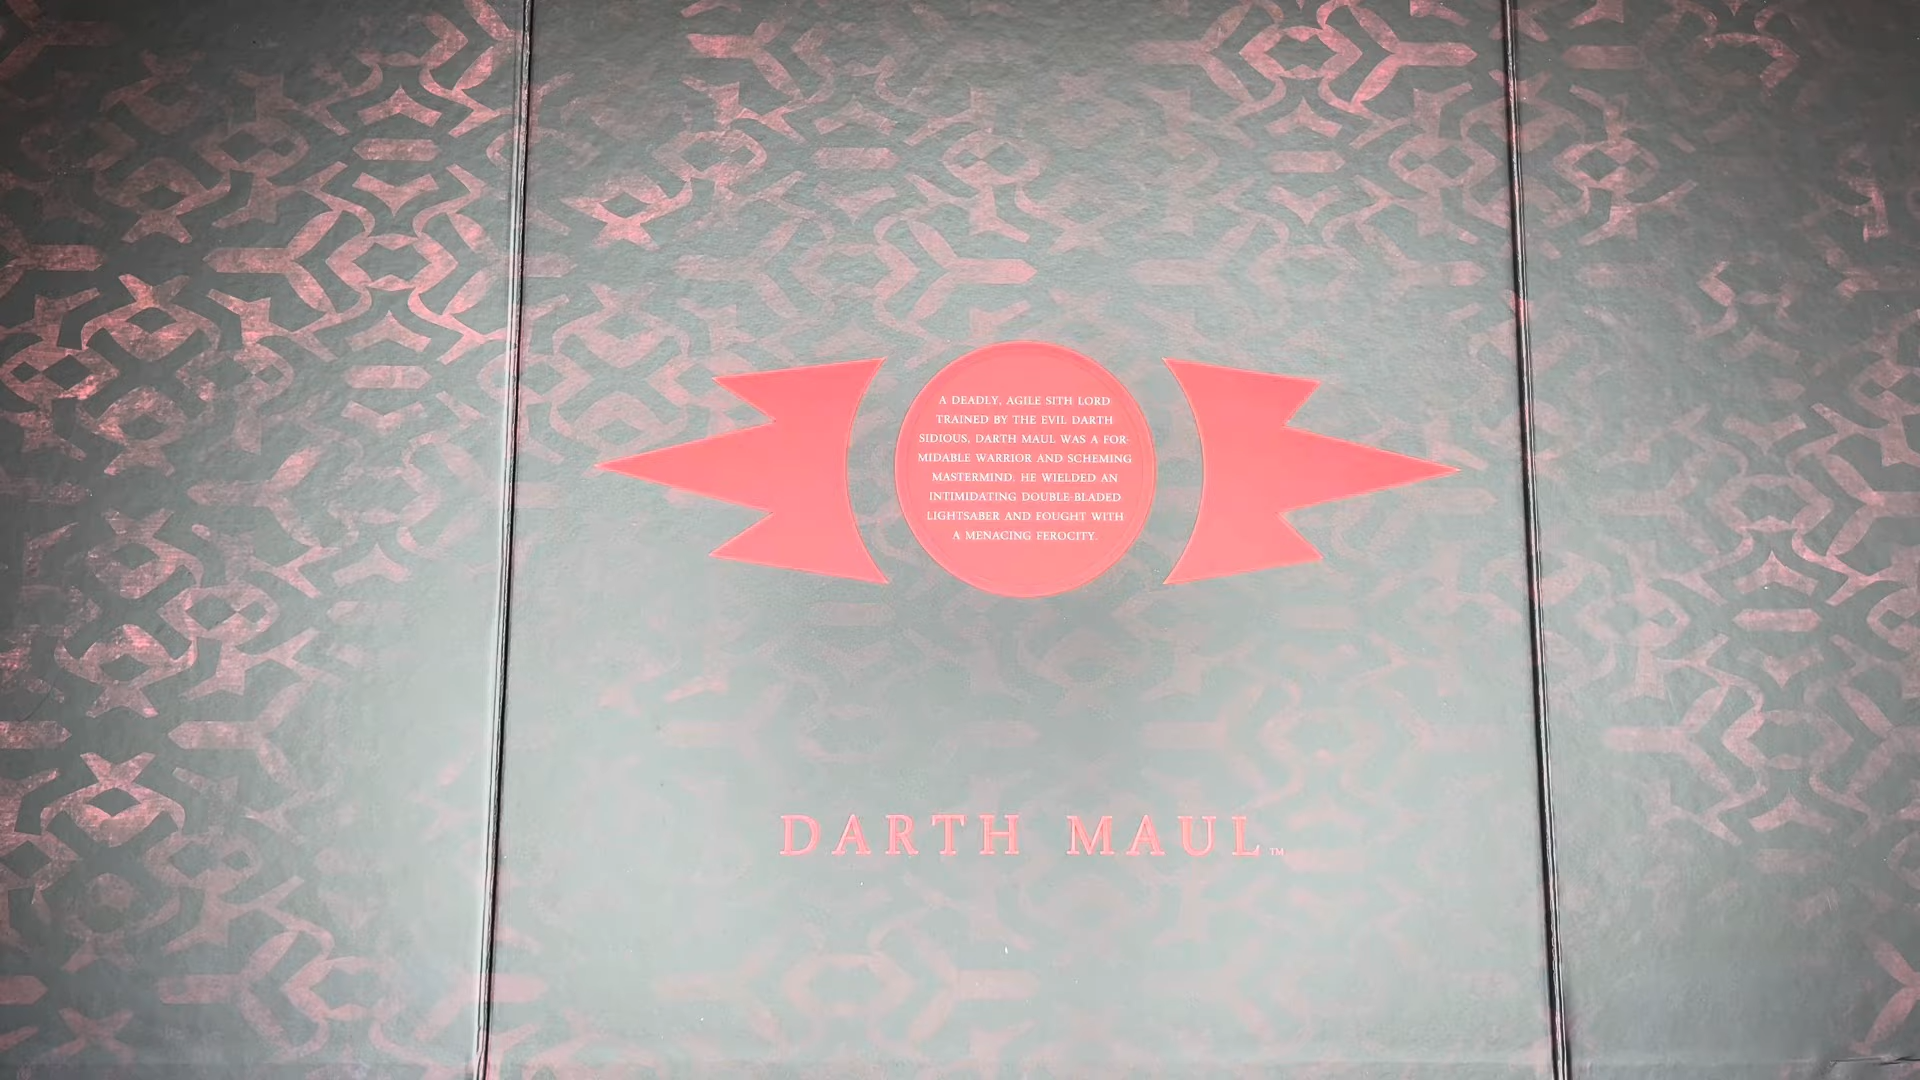 A DEADLY, AGILE SITH LORD
TRAINED BY THE EVIL DARTH
SIDIOUS, DARTH MAUL WAS A FOR-
MIDABLE WARRIOR AND SCHEMING
MASTERMIND. HE WIELDED AN
INTIMIDATING DOUBLE-BLADED
LIGHTSABER AND FOUGHT WITH
A MENACING FEROCITY.
DARTH MAUL™